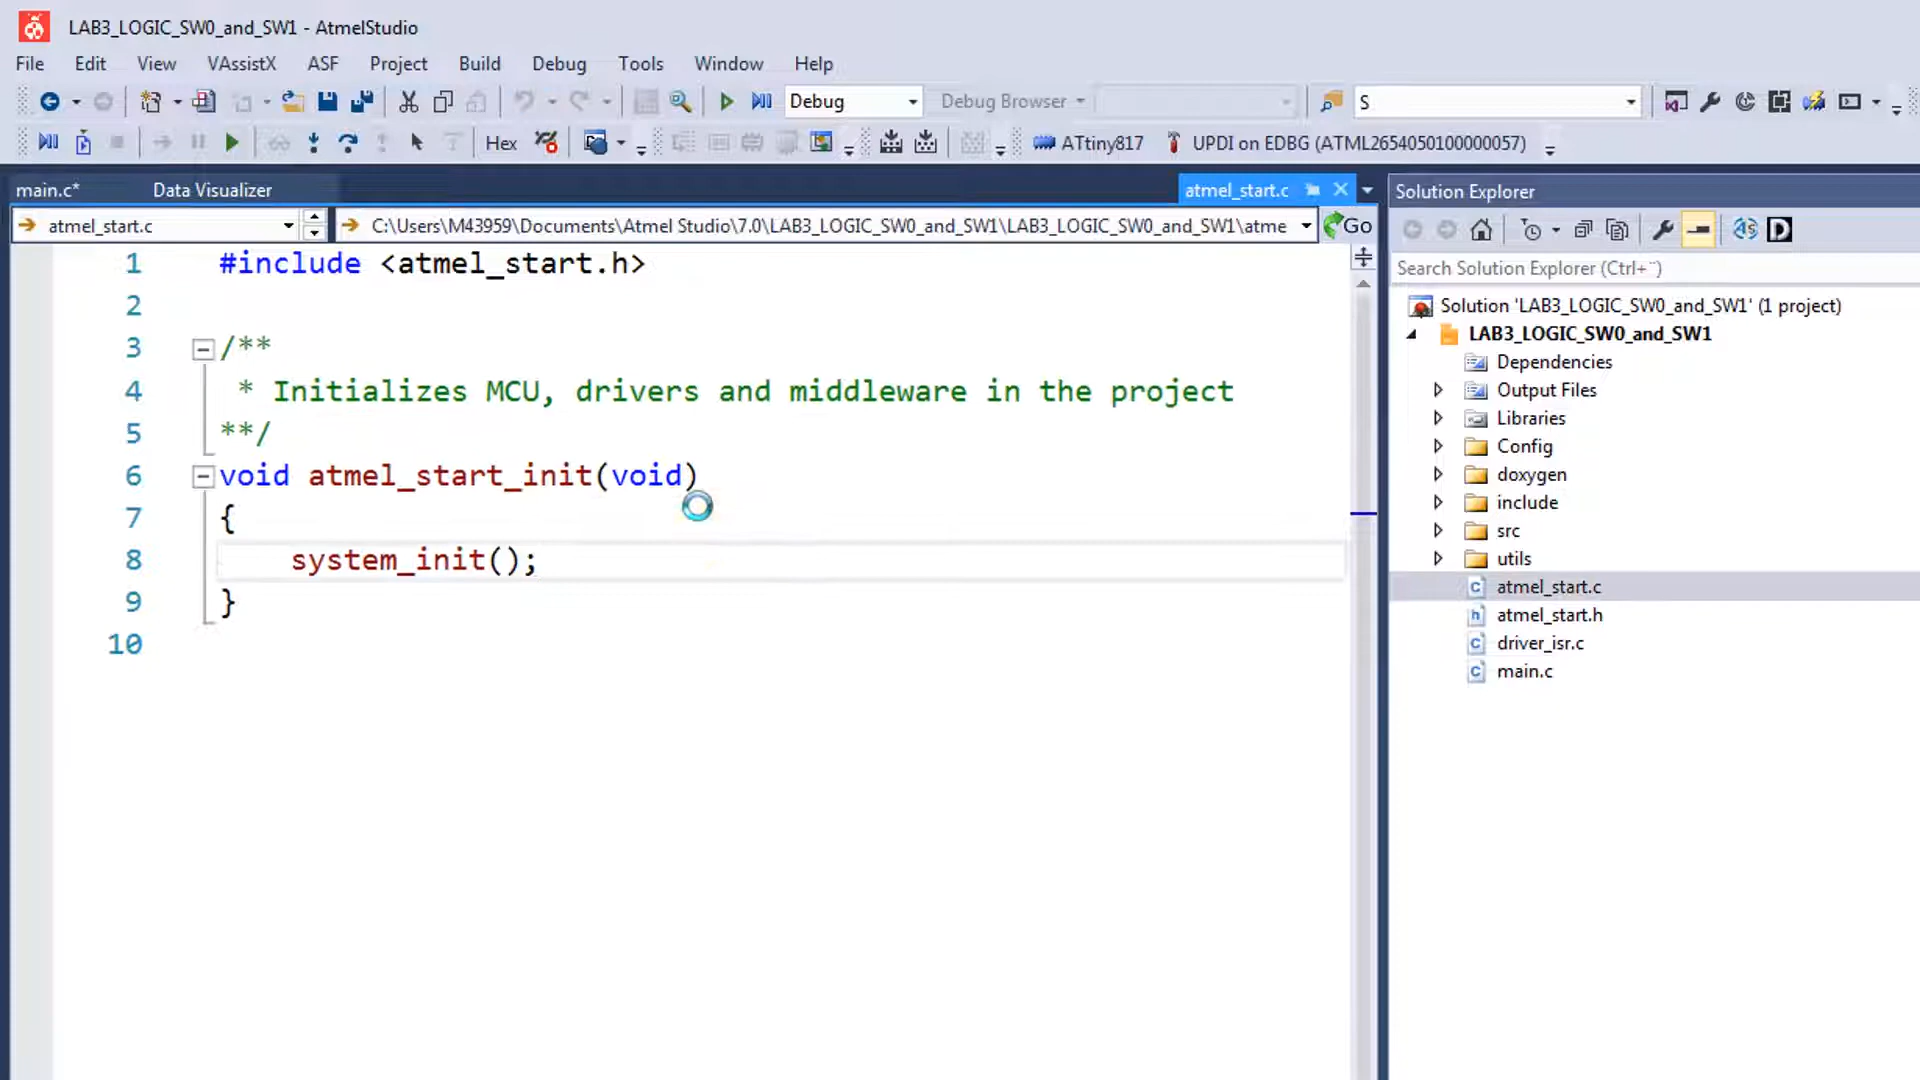 LAB3_LOGIC_SW0_and_SW1 - AtmelStudio
File Edit View VAssistX ASF Project Build Debug Tools Window Help
Debug Debug Browser S
Hex ATtiny817 UPDI on EDBG (ATML2654050100000057)
main.c* Data Visualizer atmel_start.c
atmel_start.c C:\Users\M43959\Documents\Atmel Studio\7.0\LAB3_LOGIC_SW0_and_SW1\LAB3_LOGIC_SW0_and_SW1\atme Go
1 #include <atmel_start.h>
2
3 /**
4 * Initializes MCU, drivers and middleware in the project
5 **/
6 void atmel_start_init(void)
7 {
8 system_init();
9 }
10
Solution Explorer
Search Solution Explorer (Ctrl+¨)
Solution 'LAB3_LOGIC_SW0_and_SW1' (1 project)
LAB3_LOGIC_SW0_and_SW1
Dependencies
Output Files
Libraries
Config
doxygen
include
src
utils
atmel_start.c
atmel_start.h
driver_isr.c
main.c